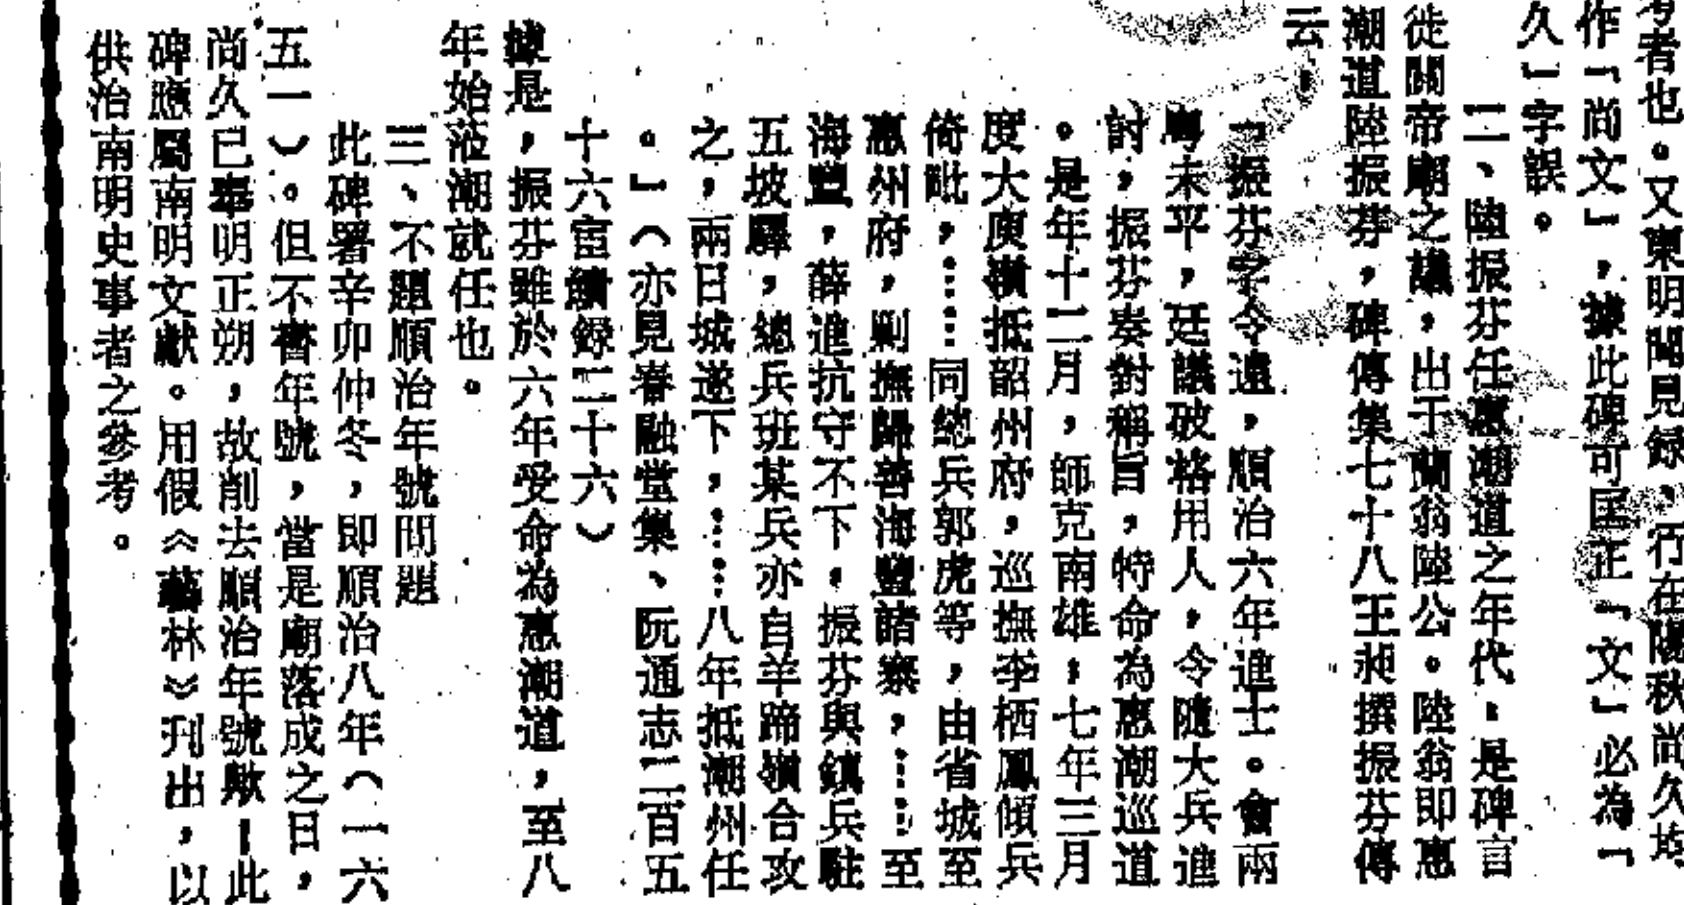 考者也。又東明聞見録、行在陽秋尚久均
作「尚文」，據此碑可匡正「文」必為「
久」字誤。
二、陸振芬任惠潮道之年代：是碑言
徙關帝廟之議，出于蘭翁陸公。陸翁即惠
潮道陸振芬，碑傳集七十八王昶撰振芬傳
云
「振芬字令遠，順治六年進士。會兩
粵未平，廷議破格用人，令隨大兵進
討，振芬奏對稱旨，特命為惠潮巡道
。是年十二月，師克南雄；七年三月
度大庾嶺抵韶州府，巡撫李栖鳳傾兵
倚毗，……同總兵郭虎等，由省城至
惠州府，剿撫歸善海豐諸寨，……至
海豐，薛進抗守不下，振芬與鎮兵駐
五坡驛，總兵班某兵亦自羊蹄嶺合攻
之，兩日城遂下，……八年抵潮州任
。」（亦見春融堂集、阮通志二百五
十六宦績錄二十六）
據是，振芬雖於六年受命為惠潮道，至八
年始蒞潮就任也。
三、不題順治年號問題
此碑署辛卯仲冬，即順治八年（一六
五一）。但不書年號，當是廟落成之日，
尚久已奉明正朔，故削去順治年號歟！此
碑應屬南明文獻。用假《藝林》刋出，以
供治南明史事者之參考。